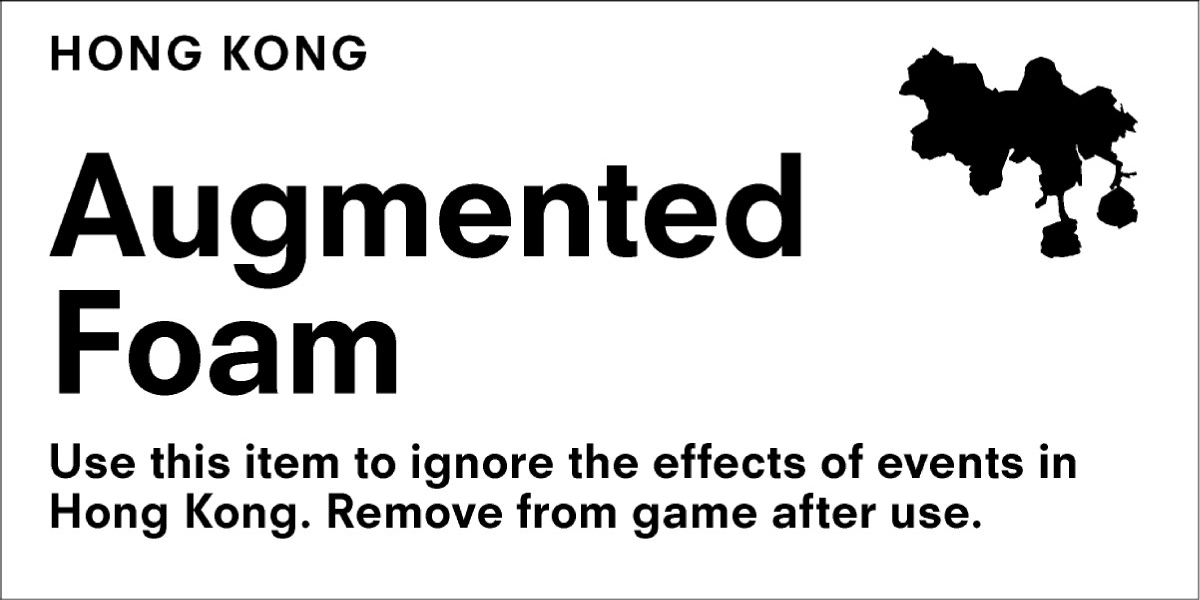 HONG KONG
Augmented
Foam
Use this item to ignore the effects of events in
Hong Kong. Remove from game after use.